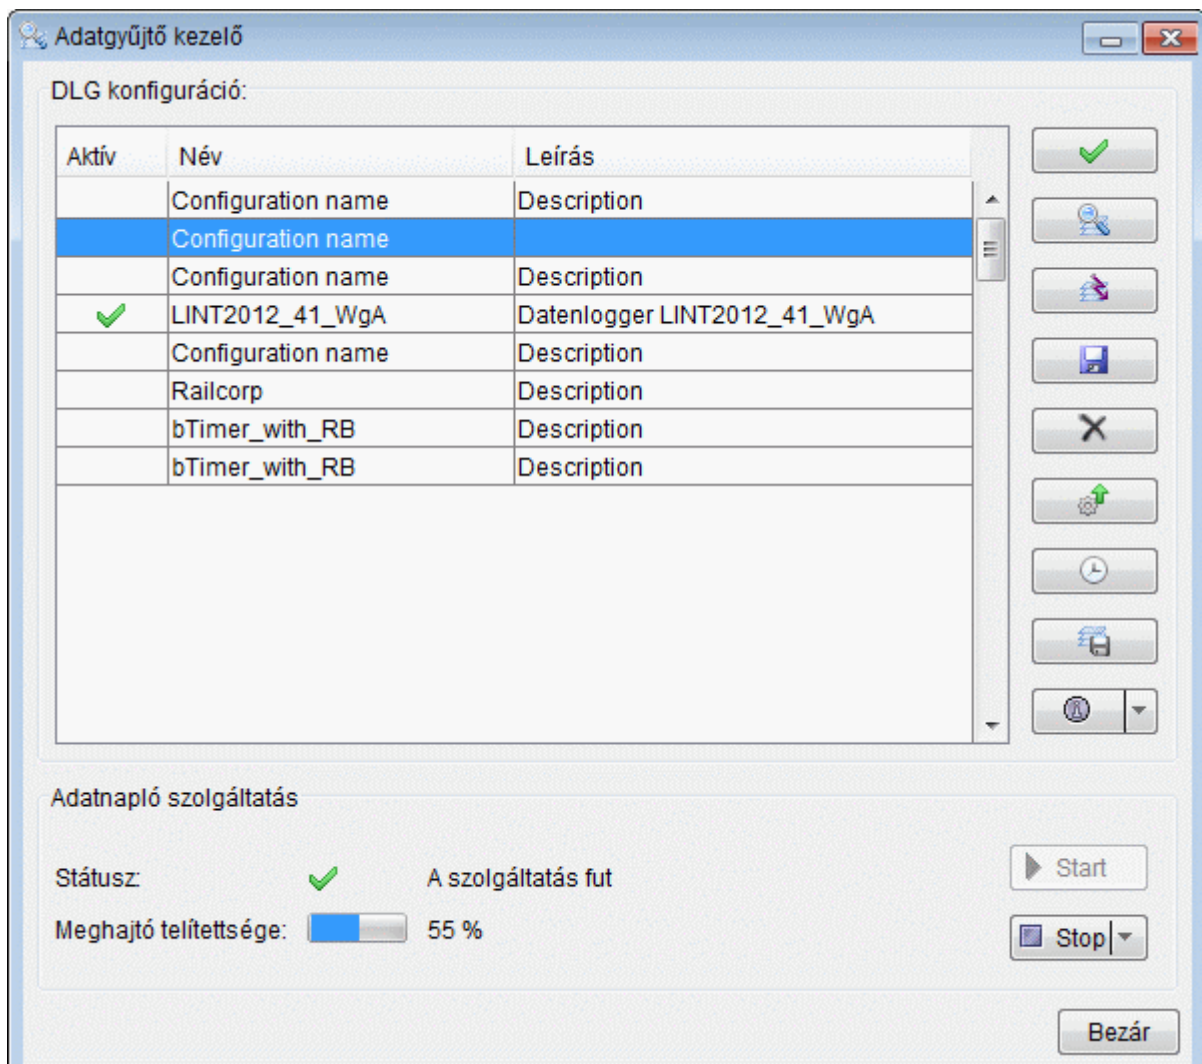 Adatgyűjtő kezelő
DLG konfiguráció:
Aktív Név Leírás
Configuration name Description
Configuration name
Configuration name Description
LINT2012_41_WgA Datenlogger LINT2012_41_WgA
Configuration name Description
Railcorp Description
bTimer_with_RB Description
bTimer_with_RB Description
Adatnapló szolgáltatás
Státusz: A szolgáltatás fut
Start
Meghajtó telítettsége: 55 %
Stop
Bezár